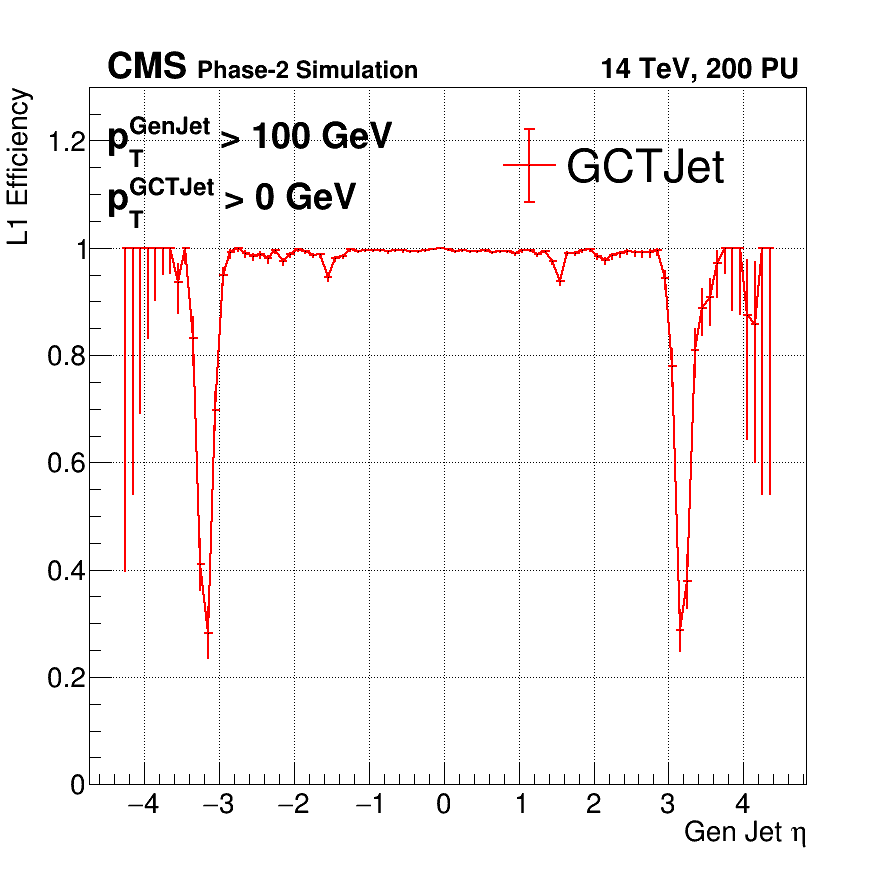 CMS Phase-2 Simulation 14 TeV, 200 PU
L1 Efficiency
p_T^GenJet > 100 GeV
p_T^GCTJet > 0 GeV
GCTJet
1.2
1
0.8
0.6
0.4
0.2
0
−4 −3 −2 −1 0 1 2 3 4
Gen Jet η